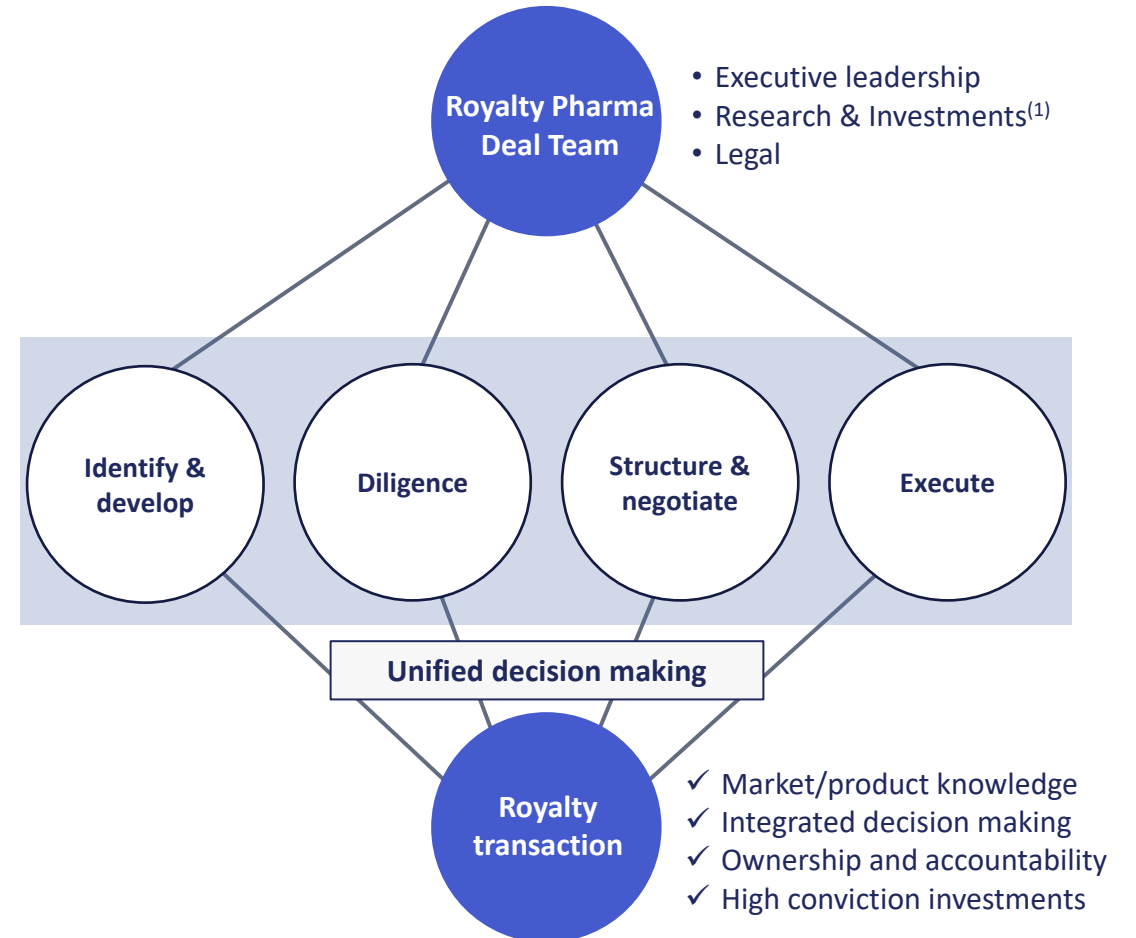 Royalty Pharma
Deal Team
• Executive leadership
• Research & Investments(1)
• Legal
Identify &
develop
Diligence
Structure &
negotiate
Execute
Unified decision making
Royalty
transaction
✓ Market/product knowledge
✓ Integrated decision making
✓ Ownership and accountability
✓ High conviction investments